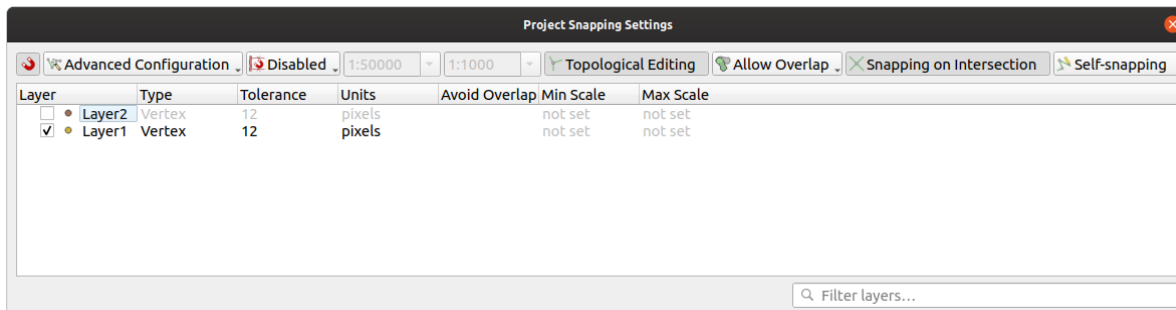 Project Snapping Settings
Advanced Configuration Disabled 1:50000 1:1000 Topological Editing Allow Overlap Snapping on Intersection Self-snapping
Layer Type Tolerance Units Avoid Overlap Min Scale Max Scale
Layer2 Vertex 12 pixels not set not set
Layer1 Vertex 12 pixels not set not set
Filter layers...